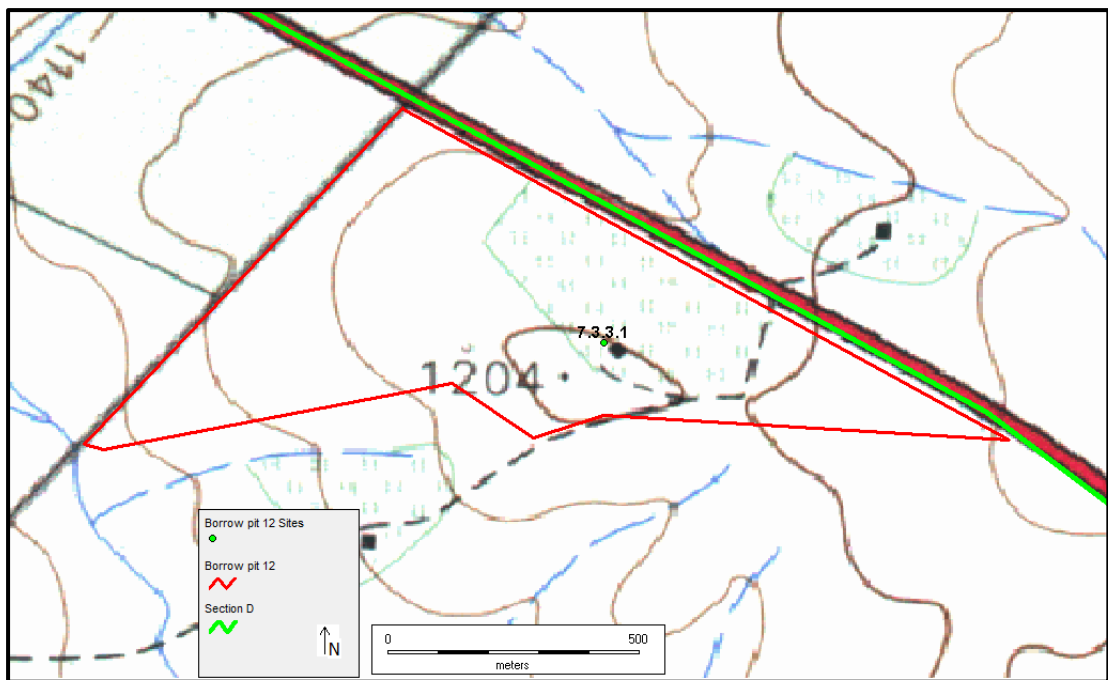 1140
7.3.3.1
1204
Borrow pit 12 Sites
Borrow pit 12
Section D
N
0 500
meters